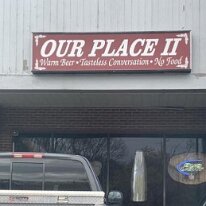 OUR PLACE II
Warm Beer • Tasteless Conversation • No Food